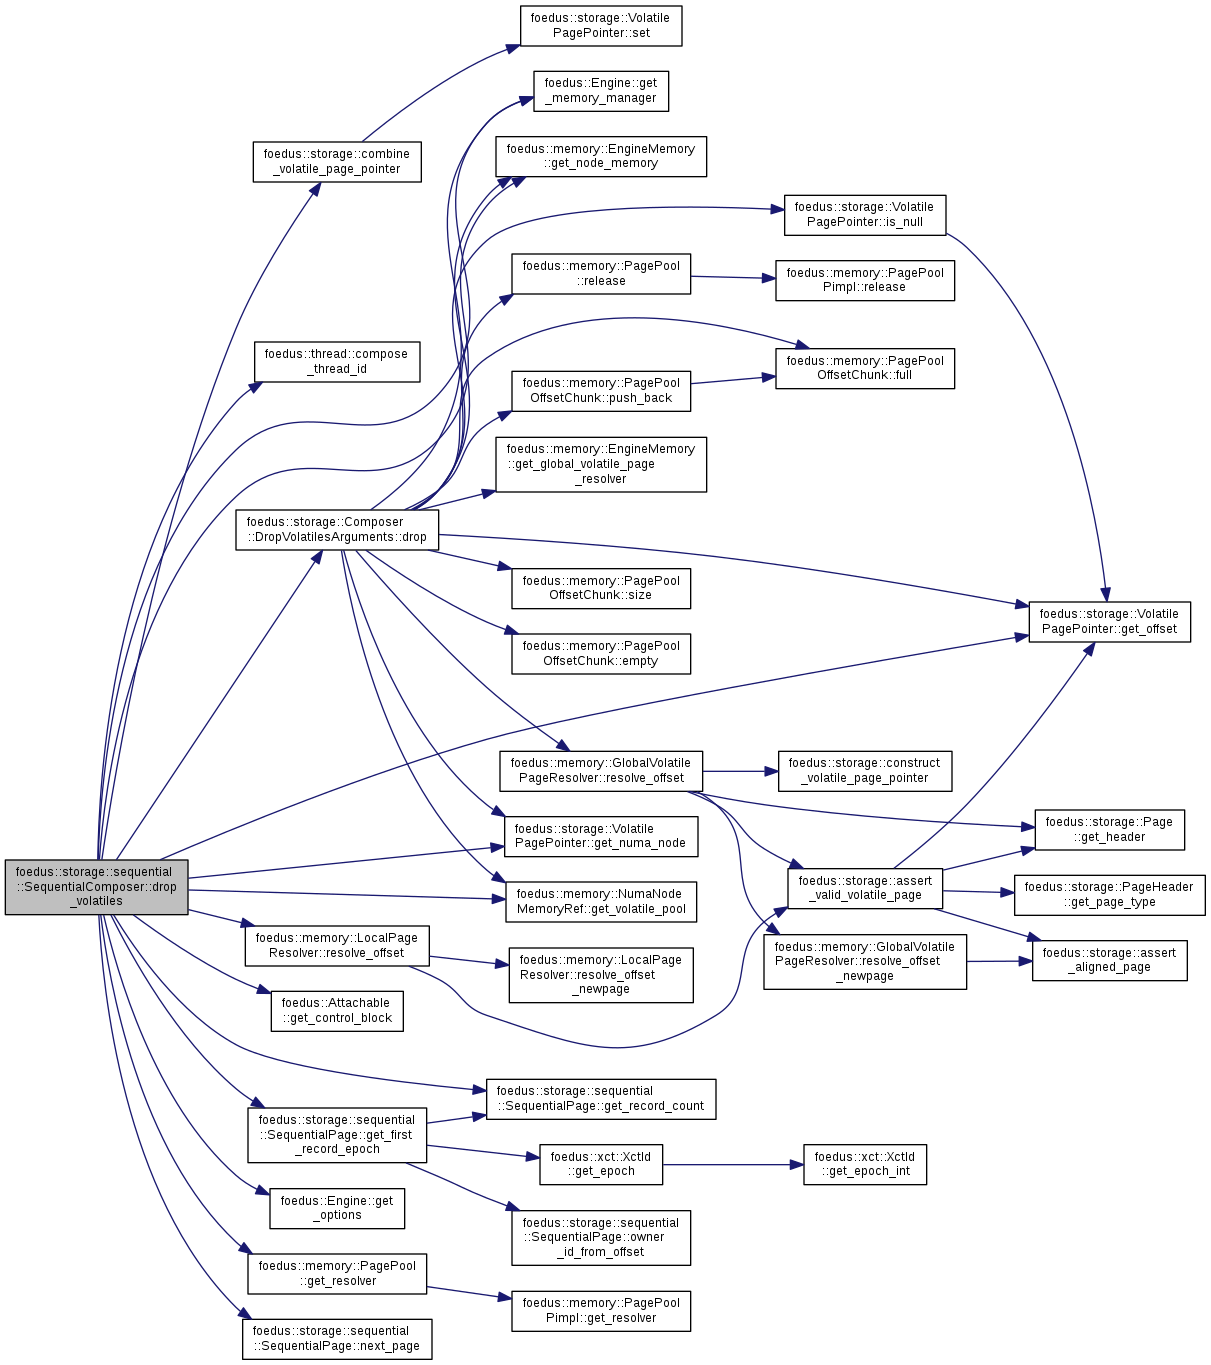 foedus::storage::Volatile
PagePointer::set
foedus::Engine::get
_memory_manager
foedus::storage::combine
_volatile_page_pointer
foedus::memory::EngineMemory
::get_node_memory
foedus::storage::Volatile
PagePointer::is_null
foedus::memory::PagePool
::release
foedus::memory::PagePool
Pimpl::release
foedus::thread::compose
_thread_id
foedus::memory::PagePool
OffsetChunk::full
foedus::memory::PagePool
OffsetChunk::push_back
foedus::memory::EngineMemory
::get_global_volatile_page
_resolver
foedus::storage::Composer
::DropVolatilesArguments::drop
foedus::memory::PagePool
OffsetChunk::size
foedus::storage::Volatile
PagePointer::get_offset
foedus::memory::PagePool
OffsetChunk::empty
foedus::memory::GlobalVolatile
PageResolver::resolve_offset
foedus::storage::construct
_volatile_page_pointer
foedus::storage::Page
::get_header
foedus::storage::Volatile
PagePointer::get_numa_node
foedus::storage::sequential
::SequentialComposer::drop
_volatiles
foedus::storage::assert
_valid_volatile_page
foedus::storage::PageHeader
::get_page_type
foedus::memory::NumaNode
MemoryRef::get_volatile_pool
foedus::memory::LocalPage
Resolver::resolve_offset
foedus::memory::GlobalVolatile
PageResolver::resolve_offset
_newpage
foedus::storage::assert
_aligned_page
foedus::memory::LocalPage
Resolver::resolve_offset
_newpage
foedus::Attachable
::get_control_block
foedus::storage::sequential
::SequentialPage::get_record_count
foedus::storage::sequential
::SequentialPage::get_first
_record_epoch
foedus::xct::XctId
::get_epoch
foedus::xct::XctId
::get_epoch_int
foedus::Engine::get
_options
foedus::storage::sequential
::SequentialPage::owner
_id_from_offset
foedus::memory::PagePool
::get_resolver
foedus::memory::PagePool
Pimpl::get_resolver
foedus::storage::sequential
::SequentialPage::next_page